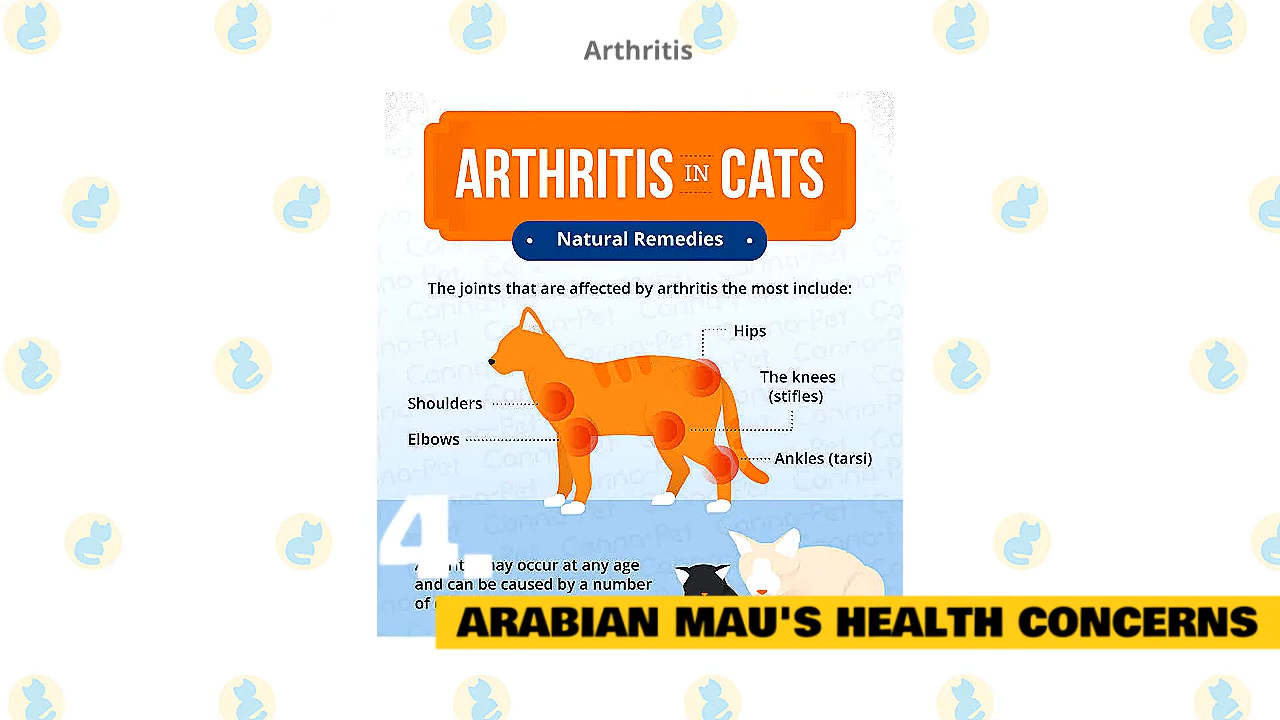 Arthritis
ARTHRITIS IN CATS
• Natural Remedies •
The joints that are affected by arthritis the most include:
Hips
The knees
(stifles)
Shoulders
Elbows
Ankles (tarsi)
4.
may occur at any age
and can be caused by a number
of
ARABIAN MAU'S HEALTH CONCERNS